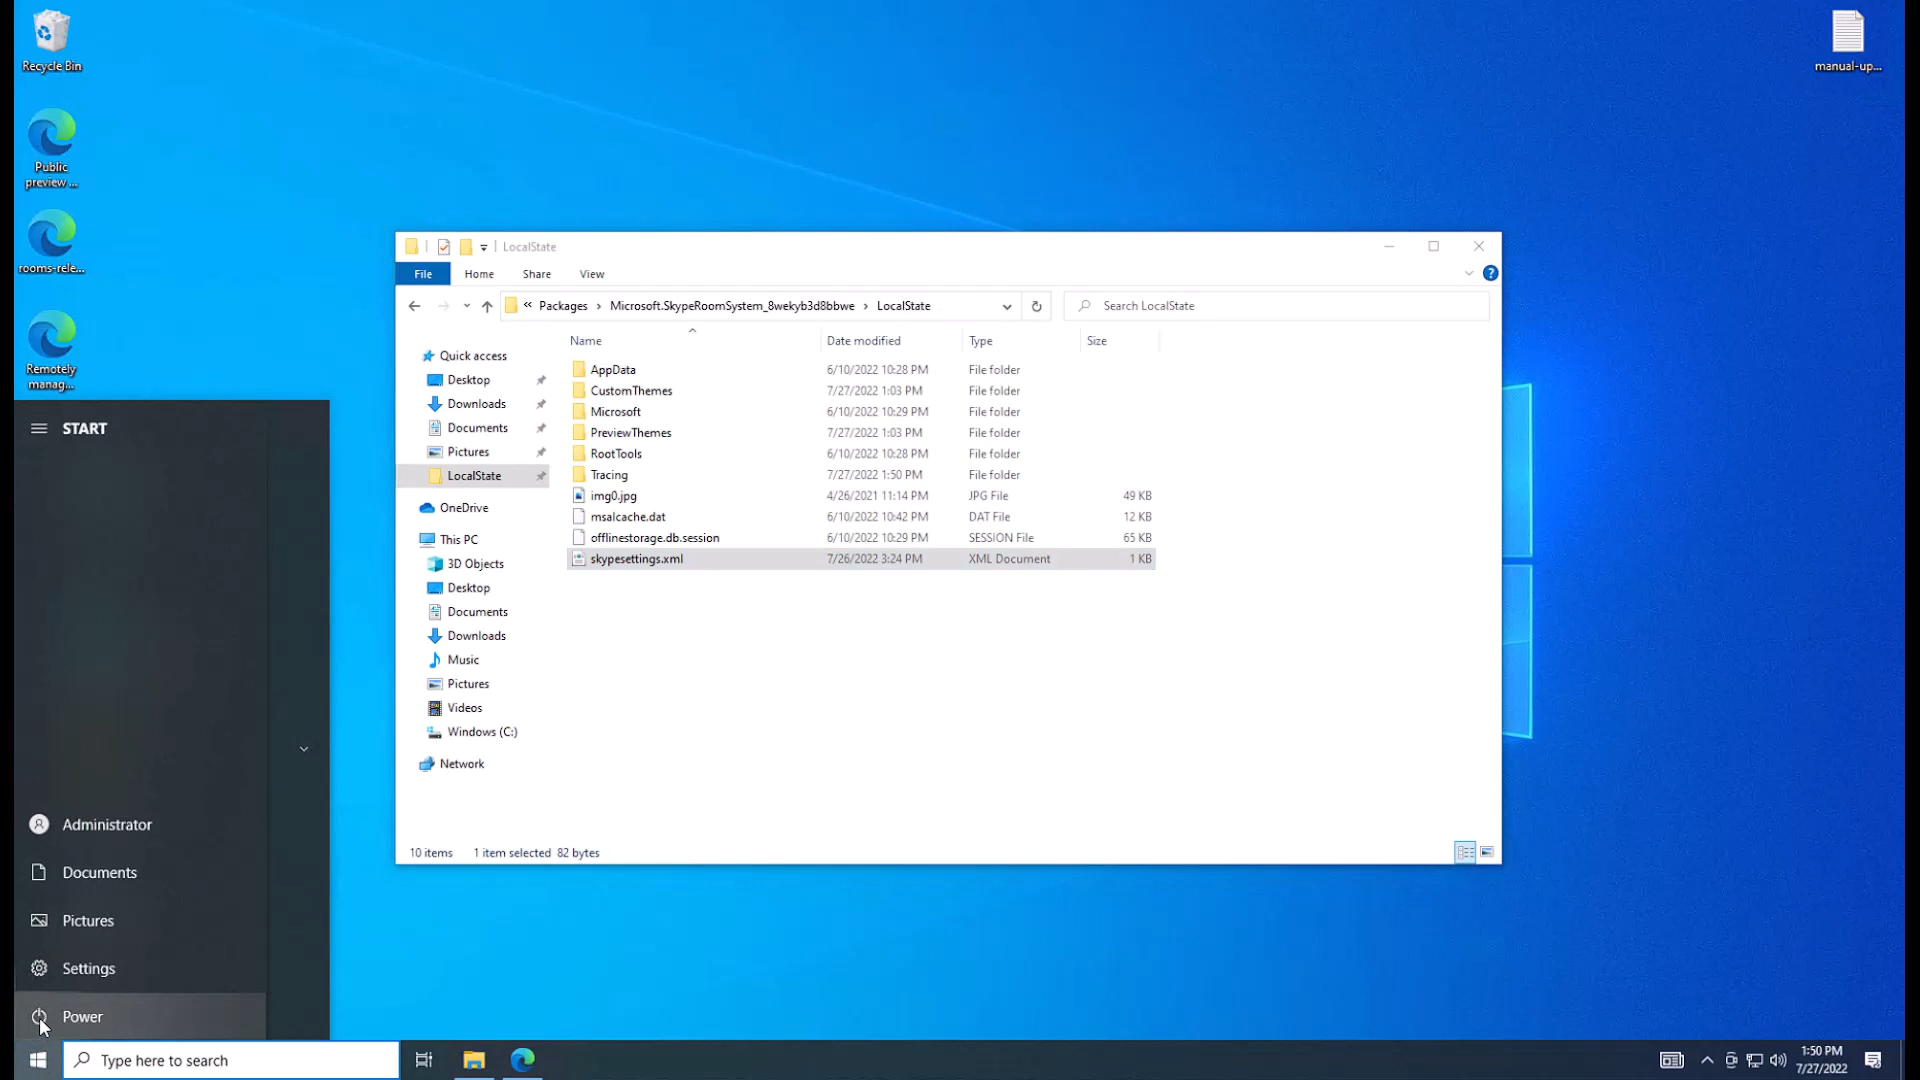 Recycle Bin
manual-up...
Public
preview ...
rooms-rele...
Remotely
manag...
LocalState
File Home Share View
« Packages › Microsoft.SkypeRoomSystem_8wekyb3d8bbwe › LocalState
Search LocalState
Name Date modified Type Size
Quick access
Desktop
Downloads
Documents
Pictures
LocalState
OneDrive
This PC
3D Objects
Desktop
Documents
Downloads
Music
Pictures
Videos
Windows (C:)
Network
AppData 6/10/2022 10:28 PM File folder
CustomThemes 7/27/2022 1:03 PM File folder
Microsoft 6/10/2022 10:29 PM File folder
PreviewThemes 7/27/2022 1:03 PM File folder
RootTools 6/10/2022 10:28 PM File folder
Tracing 7/27/2022 1:50 PM File folder
img0.jpg 4/26/2021 11:14 PM JPG File 49 KB
msalcache.dat 6/10/2022 10:42 PM DAT File 12 KB
offlinestorage.db.session 6/10/2022 10:29 PM SESSION File 65 KB
skypesettings.xml 7/26/2022 3:24 PM XML Document 1 KB
10 items 1 item selected 82 bytes
START
Administrator
Documents
Pictures
Settings
Power
Type here to search
1:50 PM
7/27/2022